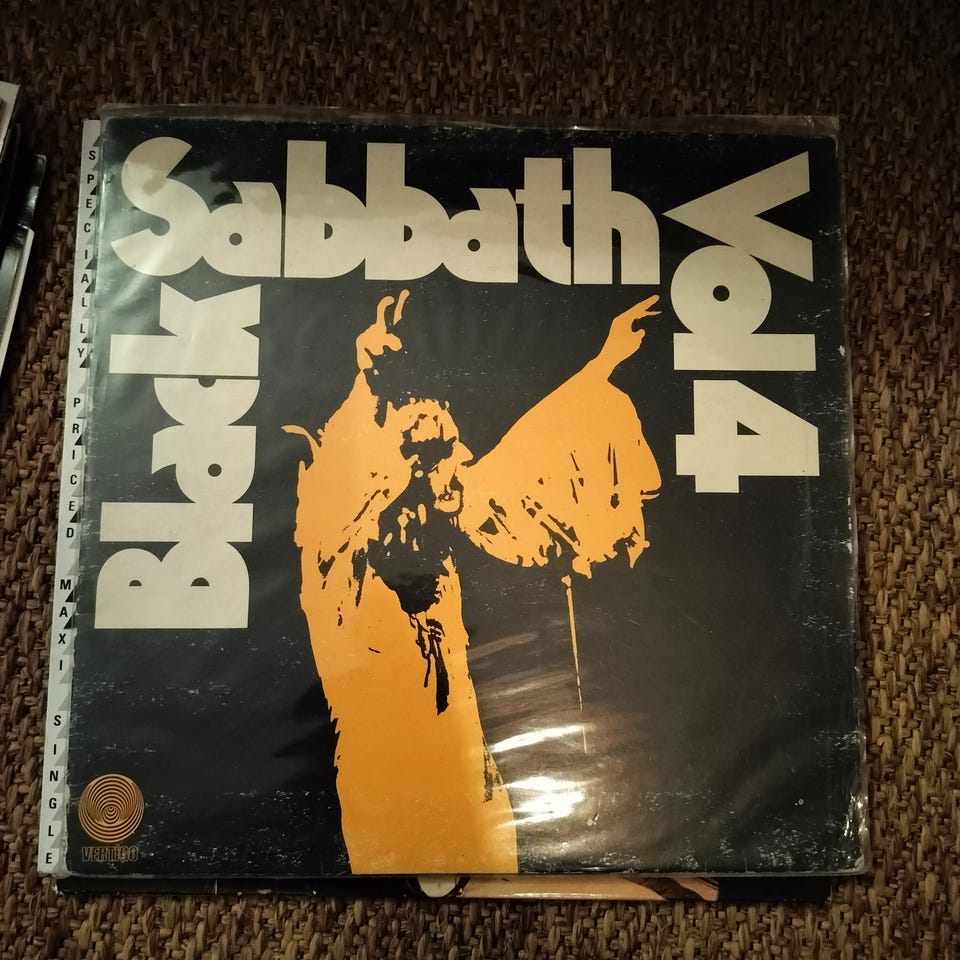 Black
Sabbath
Vol 4
SPECIALLY PRICED MAXI SINGLE
VERTIGO